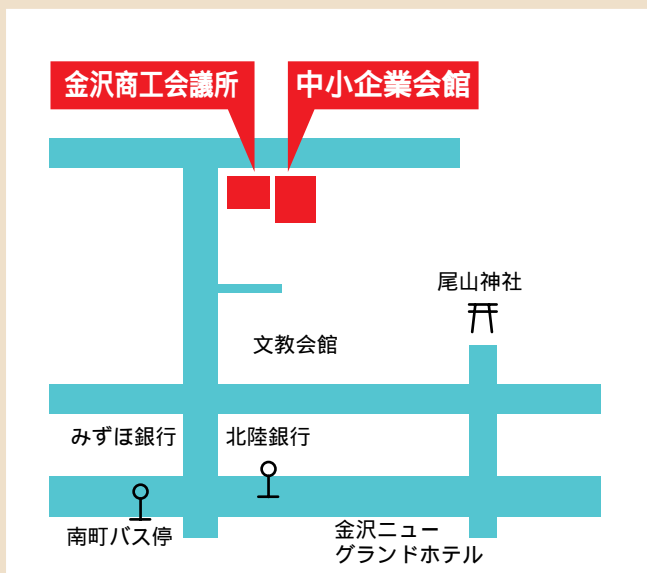 金沢商工会議所
中小企業会館
尾山神社
文教会館
みずほ銀行
北陸銀行
南町バス停
金沢ニュー
グランドホテル